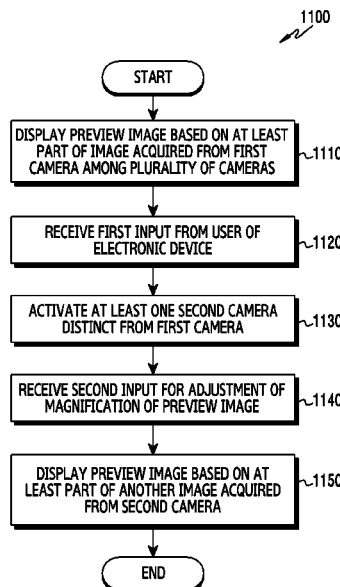 1100
START
DISPLAY PREVIEW IMAGE BASED ON AT LEAST
PART OF IMAGE ACQUIRED FROM FIRST
CAMERA AMONG PLURALITY OF CAMERAS
1110
RECEIVE FIRST INPUT FROM USER OF
ELECTRONIC DEVICE
1120
ACTIVATE AT LEAST ONE SECOND CAMERA
DISTINCT FROM FIRST CAMERA
1130
RECEIVE SECOND INPUT FOR ADJUSTMENT OF
MAGNIFICATION OF PREVIEW IMAGE
1140
DISPLAY PREVIEW IMAGE BASED ON AT
LEAST PART OF ANOTHER IMAGE ACQUIRED
FROM SECOND CAMERA
1150
END